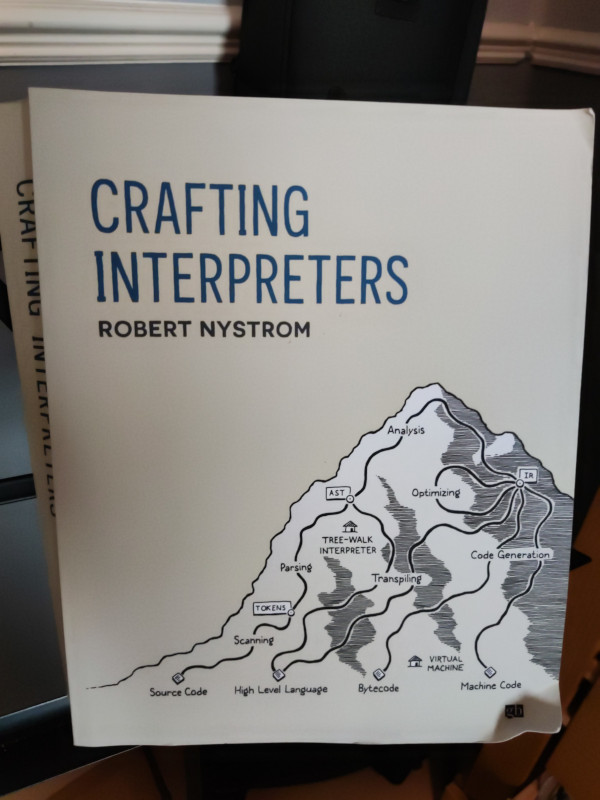 CRAFTING
INTERPRETERS
ROBERT NYSTROM
Analysis
IR
AST
Optimizing
TREE-WALK
INTERPRETER
Code Generation
Parsing
Transpiling
TOKENS
Scanning
VIRTUAL
MACHINE
Source Code
High Level Language
Bytecode
Machine Code
gb
CRAFTING INTERPRETERS